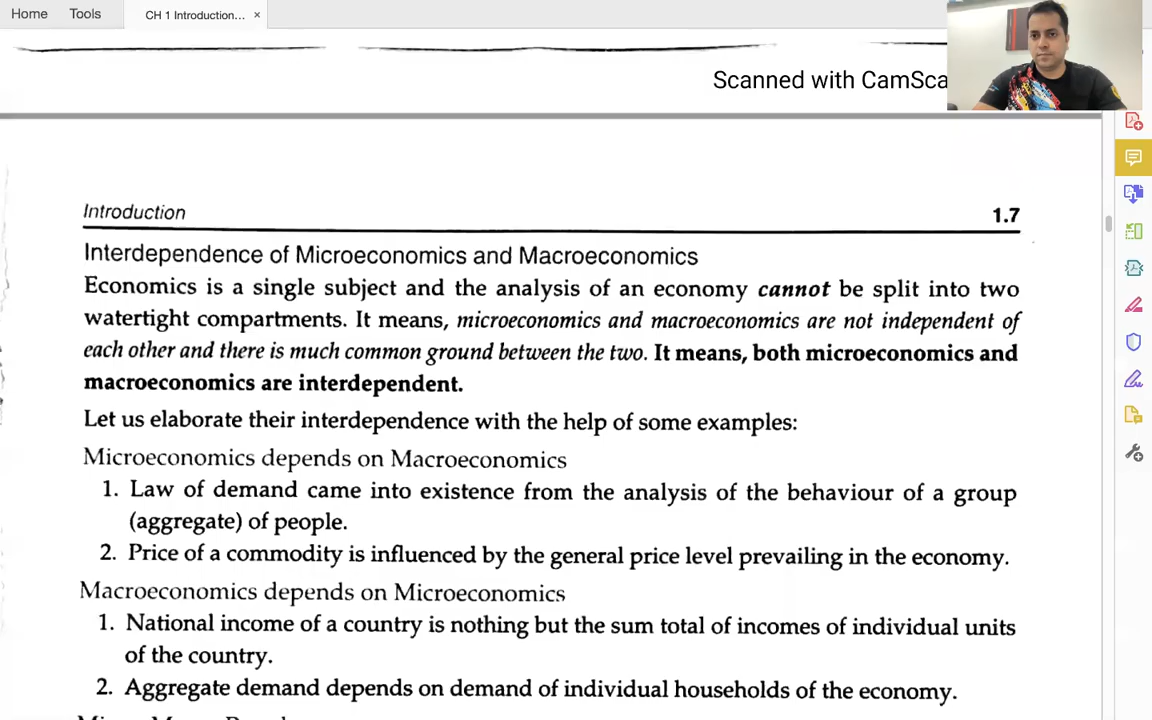 Home Tools CH 1 Introduction... ×
Scanned with CamSca
Introduction 1.7
Interdependence of Microeconomics and Macroeconomics
Economics is a single subject and the analysis of an economy cannot be split into two
watertight compartments. It means, microeconomics and macroeconomics are not independent of
each other and there is much common ground between the two. It means, both microeconomics and
macroeconomics are interdependent.
Let us elaborate their interdependence with the help of some examples:
Microeconomics depends on Macroeconomics
1. Law of demand came into existence from the analysis of the behaviour of a group
(aggregate) of people.
2. Price of a commodity is influenced by the general price level prevailing in the economy.
Macroeconomics depends on Microeconomics
1. National income of a country is nothing but the sum total of incomes of individual units
of the country.
2. Aggregate demand depends on demand of individual households of the economy.